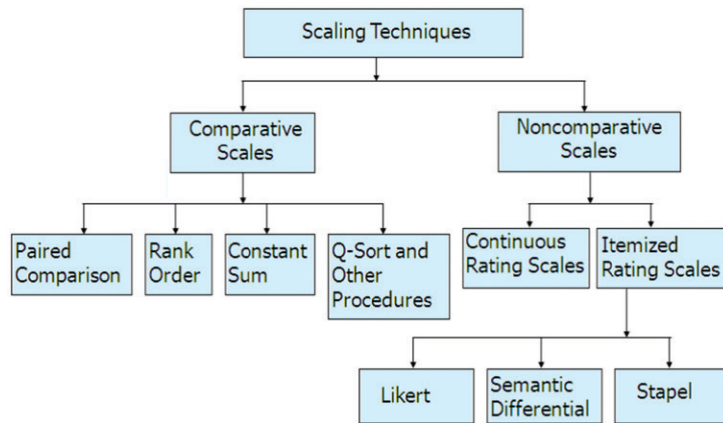 Scaling Techniques
Comparative
Scales
Noncomparative
Scales
Paired
Comparison
Rank
Order
Constant
Sum
Q-Sort and
Other
Procedures
Continuous
Rating Scales
Itemized
Rating Scales
Likert
Semantic
Differential
Stapel